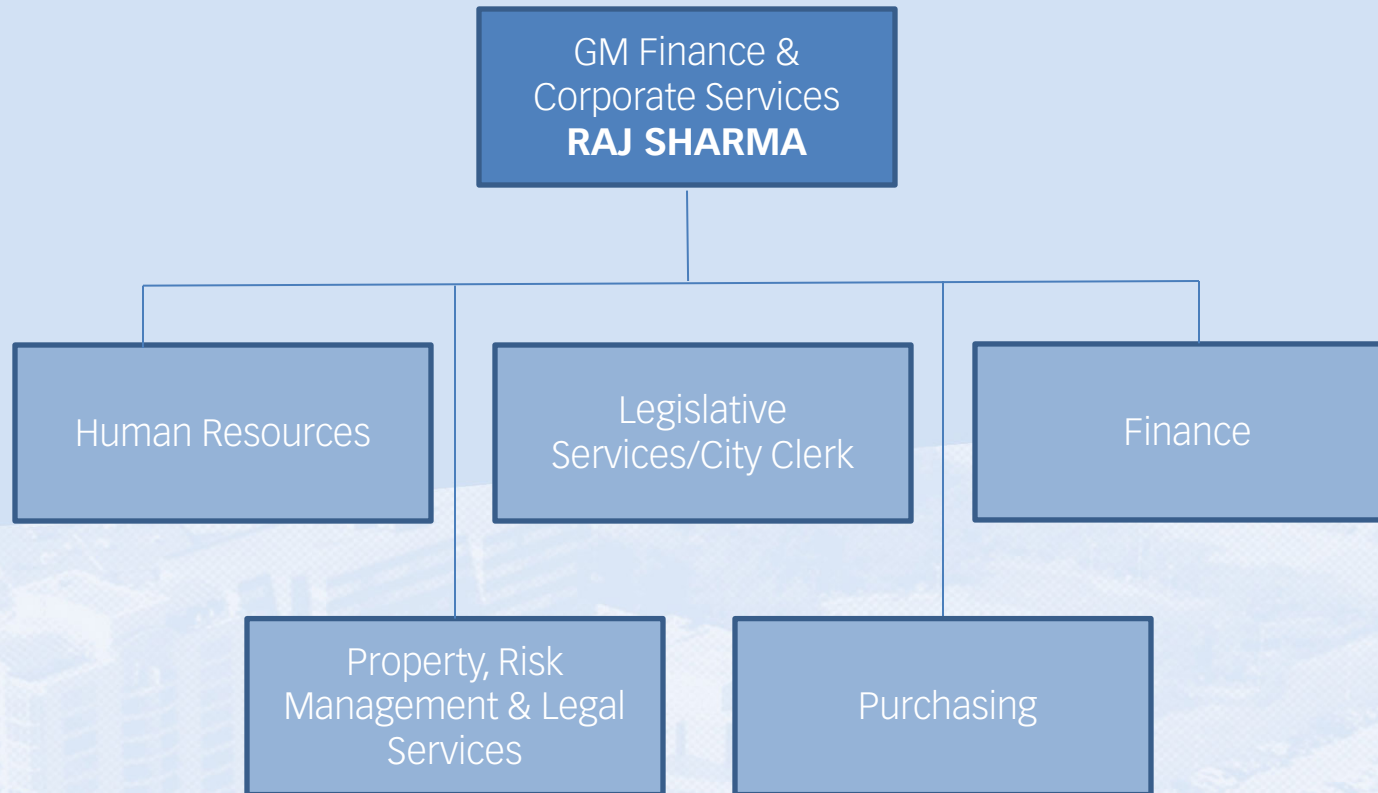 GM Finance &
Corporate Services
RAJ SHARMA
Human Resources
Legislative
Services/City Clerk
Finance
Property, Risk
Management & Legal
Services
Purchasing